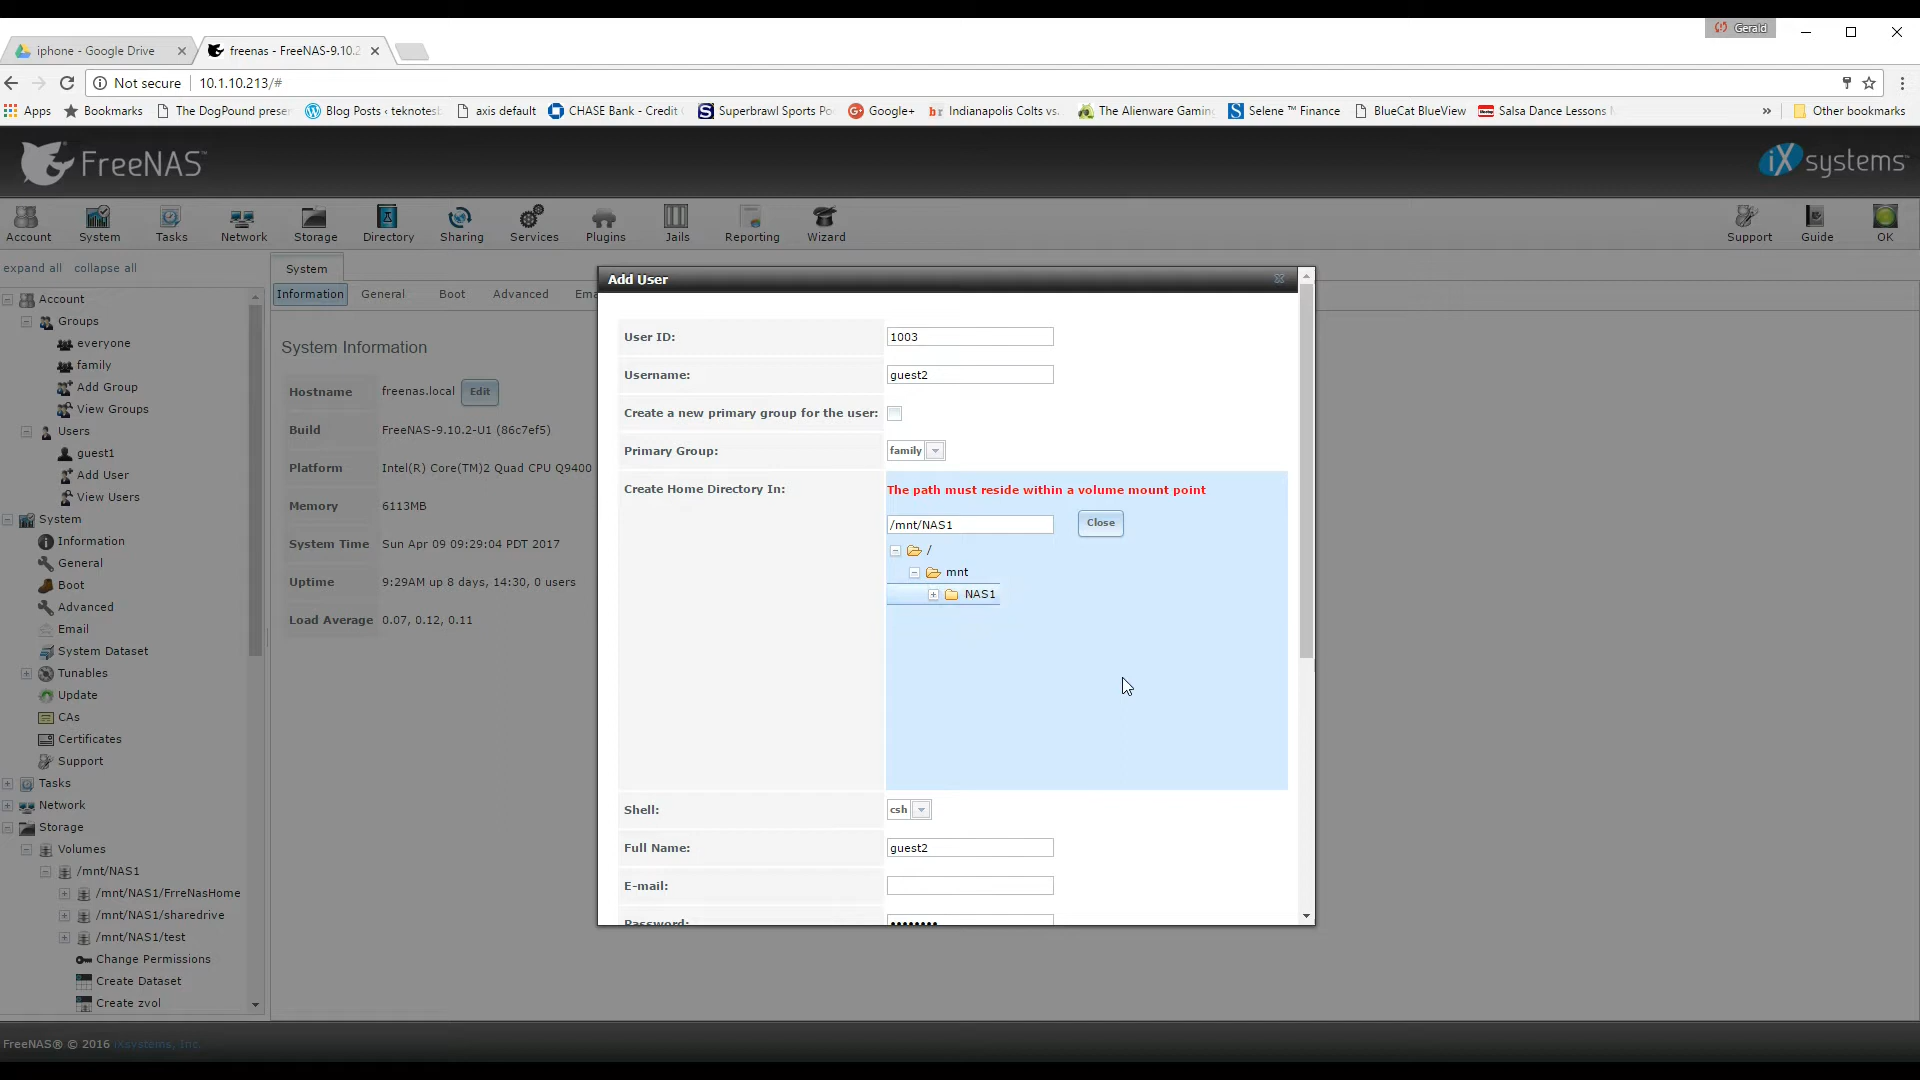 Gerald
iphone - Google Drive
freenas - FreeNAS-9.10.2
Not secure
10.1.10.213/#
Apps
Bookmarks
The DogPound prese
Blog Posts ‹ teknotes
axis default
CHASE Bank - Credit
Superbrawl Sports Po
Google+
Indianapolis Colts vs.
The Alienware Gaming
Selene ™ Finance
BlueCat BlueView
Salsa Dance Lessons
»
Other bookmarks
FreeNAS™
iXsystems™
Account
System
Tasks
Network
Storage
Directory
Sharing
Services
Plugins
Jails
Reporting
Wizard
Support
Guide
OK
expand all
collapse all
Account
Groups
everyone
family
Add Group
View Groups
Users
guest1
Add User
View Users
System
Information
General
Boot
Advanced
Email
System Dataset
Tunables
Update
CAs
Certificates
Support
Tasks
Network
Storage
Volumes
/mnt/NAS1
/mnt/NAS1/FrreNasHome
/mnt/NAS1/sharedrive
/mnt/NAS1/test
Change Permissions
Create Dataset
Create zvol
System
Information
General
Boot
Advanced
Ema
System Information
Hostname
freenas.local
Edit
Build
FreeNAS-9.10.2-U1 (86c7ef5)
Platform
Intel(R) Core(TM)2 Quad CPU Q9400
Memory
6113MB
System Time
Sun Apr 09 09:29:04 PDT 2017
Uptime
9:29AM up 8 days, 14:30, 0 users
Load Average
0.07, 0.12, 0.11
Add User
User ID:
1003
Username:
guest2
Create a new primary group for the user:
Primary Group:
family
Create Home Directory In:
The path must reside within a volume mount point
/mnt/NAS1
Close
/
mnt
NAS1
Shell:
csh
Full Name:
guest2
E-mail:
Password:
FreeNAS® © 2016 iXsystems, Inc.